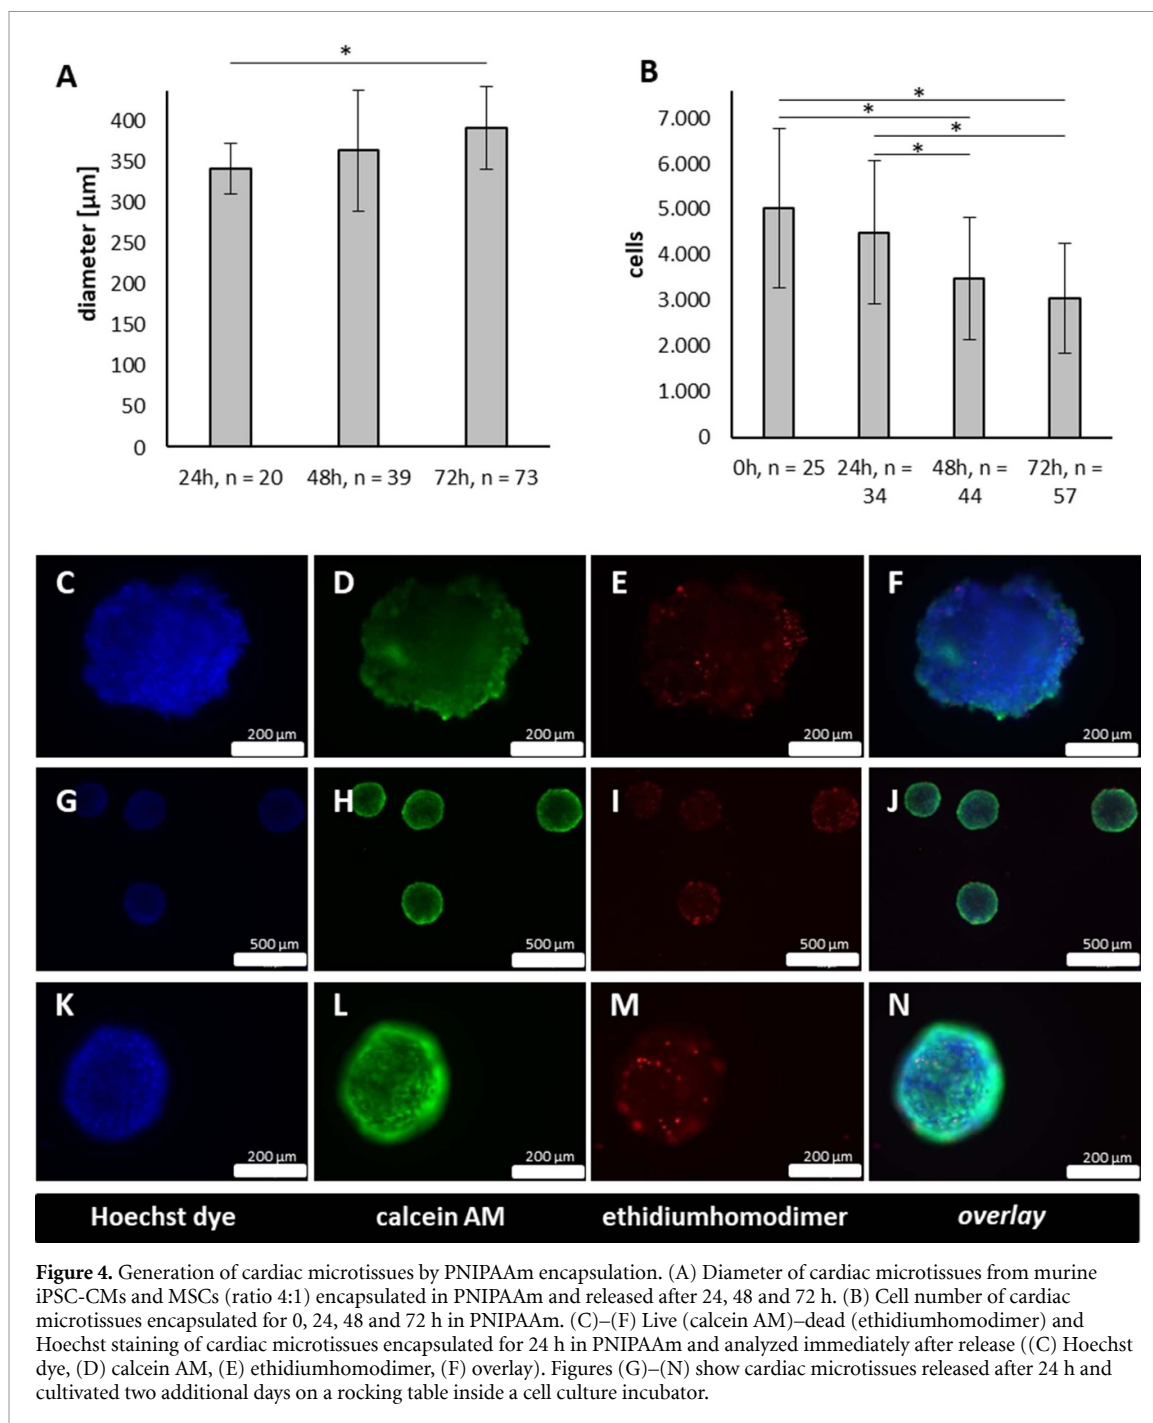 A
*
400
350
300
250
200
150
100
50
0
diameter [µm]
24h, n = 20
48h, n = 39
72h, n = 73
B
*
*
*
*
7.000
6.000
5.000
4.000
3.000
2.000
1.000
0
cells
0h, n = 25
24h, n =
34
48h, n =
44
72h, n =
57
C
200 µm
D
200 µm
E
200 µm
F
200 µm
G
500 µm
H
500 µm
I
500 µm
J
500 µm
K
200 µm
L
200 µm
M
200 µm
N
200 µm
Hoechst dye
calcein AM
ethidiumhomodimer
overlay
Figure 4. Generation of cardiac microtissues by PNIPAAm encapsulation. (A) Diameter of cardiac microtissues from murine
iPSC-CMs and MSCs (ratio 4:1) encapsulated in PNIPAAm and released after 24, 48 and 72 h. (B) Cell number of cardiac
microtissues encapsulated for 0, 24, 48 and 72 h in PNIPAAm. (C)–(F) Live (calcein AM)–dead (ethidiumhomodimer) and
Hoechst staining of cardiac microtissues encapsulated for 24 h in PNIPAAm and analyzed immediately after release ((C) Hoechst
dye, (D) calcein AM, (E) ethidiumhomodimer, (F) overlay). Figures (G)–(N) show cardiac microtissues released after 24 h and
cultivated two additional days on a rocking table inside a cell culture incubator.